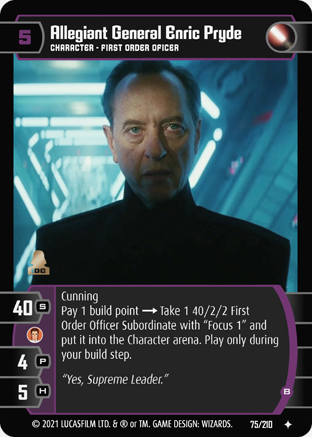 5 Allegiant General Enric Pryde
CHARACTER - FIRST ORDER OFICER
DC
40 S
4 P
5 H
Cunning
Pay 1 build point → Take 1 40/2/2 First
Order Officer Subordinate with “Focus 1” and
put it into the Character arena. Play only during
your build step.
“Yes, Supreme Leader.”
B
© 2021 LUCASFILM LTD. & ® or TM. GAME DESIGN: WIZARDS. 75/210